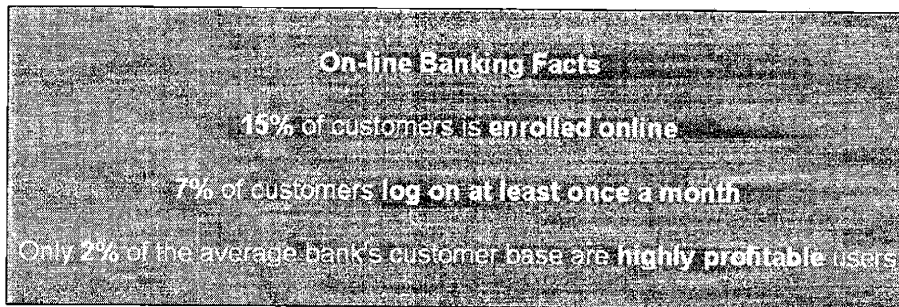 On-line Banking Facts
15% of customers is enrolled online
7% of customers log on at least once a month
Only 2% of the average bank's customer base are highly profitable users